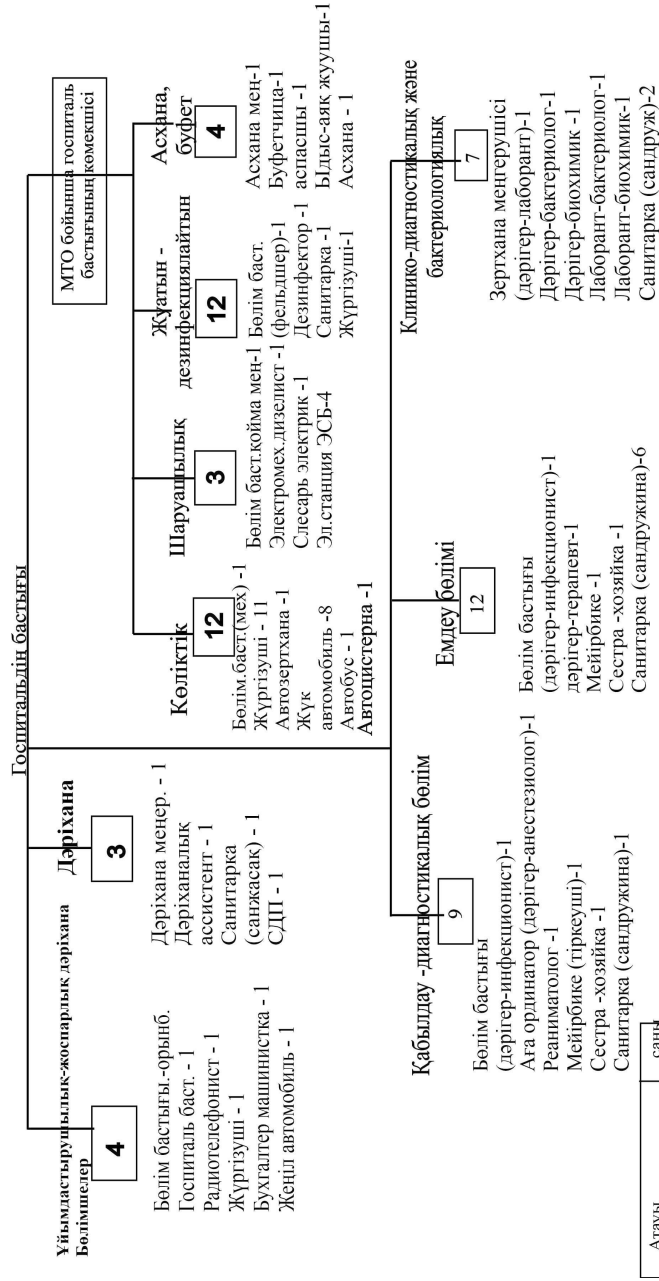 Госпитальдің бастығы
МТО бойынша госпиталь
бастығының көмекшісі
Ұйымдастырушылық-жоспарлық дәріхана
Бөлімшелер
4
Бөлім бастығы.-орынб.
Госпиталь баст. - 1
Радиотелефонист - 1
Жүргізуші - 1
Бухгалтер машинистка - 1
Жеңіл автомобиль - 1
Дәріхана
3
Дәріхана меңер. - 1
Дәріханалық
ассистент - 1
Санитарка
(санжасақ) - 1
СДП - 1
Көліктік
12
Бөлім.баст.(мех) -1
Жүргізуші - 11
Автозертхана -1
Жүк
автомобиль -8
Автобус - 1
Автоцистерна -1
Шаруашылық
3
Бөлім баст.койма мең-1
Электромех.дизелист -1
Слесарь электрик -1
Эл.станция ЭСБ-4
Жуатын -
дезинфекциялайтын
12
Бөлім баст.
(фельдшер)-1
Дезинфектор -1
Санитарка -1
Жүргізуші-1
Асхана,
буфет
4
Асхана мең-1
Буфетчица-1
аспасшы -1
Ыдыс-аяк жуушы-1
Асхана - 1
Қабылдау -диагностикалық бөлім
9
Бөлім бастығы
(дәрігер-инфекционист)-1
Аға ординатор (дәрігер-анестезиолог)-1
Реаниматолог -1
Мейірбике (тіркеуші)-1
Сестра -хозяйка -1
Санитарка (сандружина)-1
Емдеу бөлімі
12
Бөлім бастығы
(дәрігер-инфекционист)-1
дәрігер-терапевт-1
Мейірбике -1
Сестра -хозяйка -1
Санитарка (сандружина)-6
Клинико-диагностикалық және
бактериологиялық
7
Зертхана меңгерушісі
(дәрігер-лаборант)-1
Дәрігер-бактериолог-1
Дәрігер-биохимик -1
Лаборант-бактериолог-1
Лаборант-биохимик-1
Санитарка (сандруж)-2
Атауы
саны